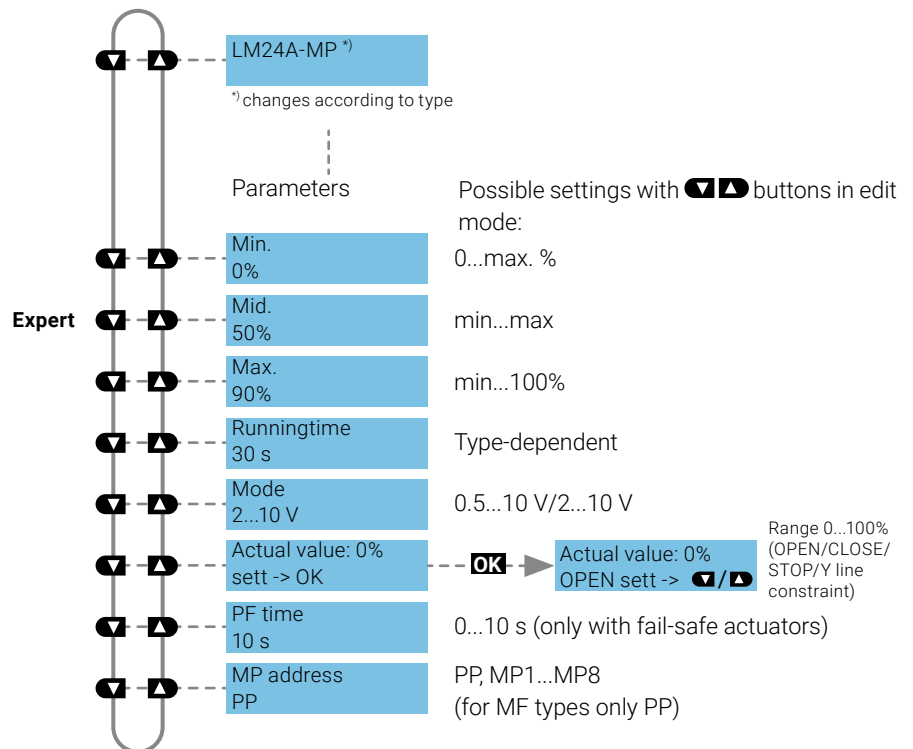 LM24A-MP *)
*) changes according to type
Parameters
Possible settings with ▼ ▲ buttons in edit
mode:
Min.
0%
0...max. %
Expert
Mid.
50%
min...max
Max.
90%
min...100%
Runningtime
30 s
Type-dependent
Mode
2...10 V
0.5...10 V/2...10 V
Actual value: 0%
sett -> OK
OK
Actual value: 0%
OPEN sett -> ▼/▲
Range 0...100%
(OPEN/CLOSE/
STOP/Y line
constraint)
PF time
10 s
0...10 s (only with fail-safe actuators)
MP address
PP
PP, MP1...MP8
(for MF types only PP)